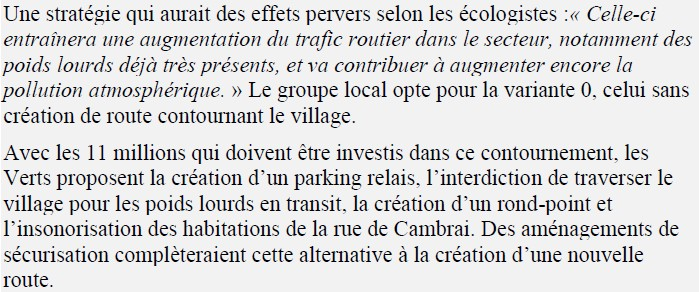 Une stratégie qui aurait des effets pervers selon les écologistes :« Celle-ci
entraînera une augmentation du trafic routier dans le secteur, notamment des
poids lourds déjà très présents, et va contribuer à augmenter encore la
pollution atmosphérique. » Le groupe local opte pour la variante 0, celui sans
création de route contournant le village.
Avec les 11 millions qui doivent être investis dans ce contournement, les
Verts proposent la création d’un parking relais, l’interdiction de traverser le
village pour les poids lourds en transit, la création d’un rond-point et
l’insonorisation des habitations de la rue de Cambrai. Des aménagements de
sécurisation complèteraient cette alternative à la création d’une nouvelle
route.